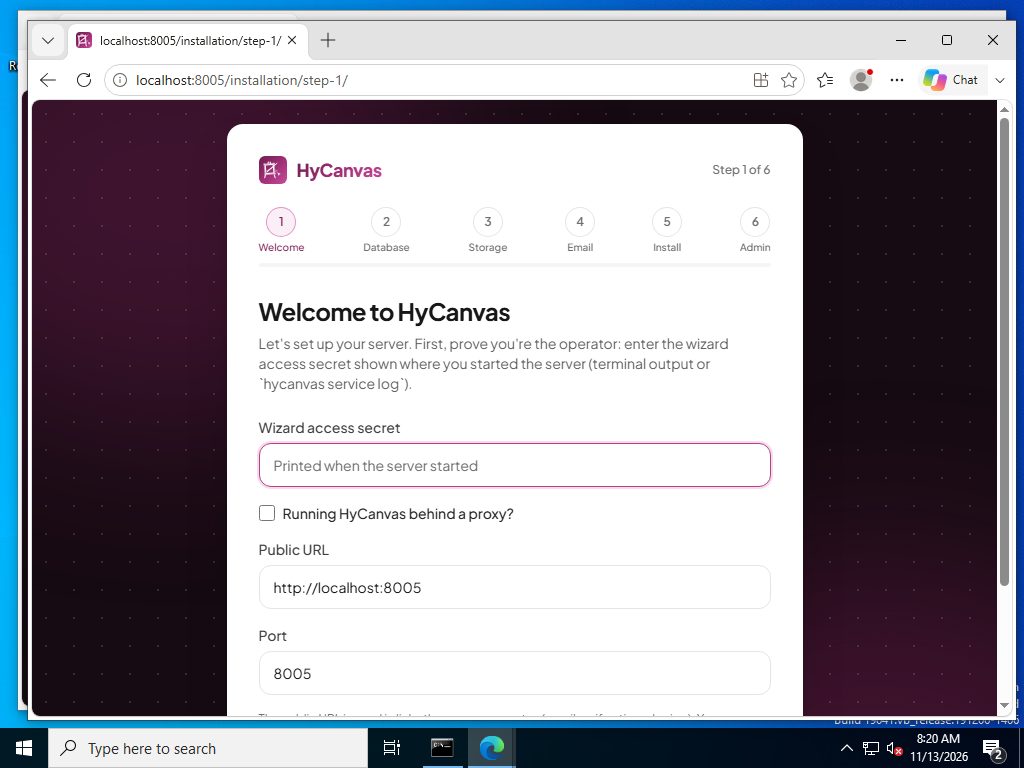 localhost:8005/installation/step-1/
localhost:8005/installation/step-1/
Chat
HyCanvas
Step 1 of 6
1
2
3
4
5
6
Welcome
Database
Storage
Email
Install
Admin
Welcome to HyCanvas
Let's set up your server. First, prove you're the operator: enter the wizard
access secret shown where you started the server (terminal output or
`hycanvas service log`).
Wizard access secret
Printed when the server started
Running HyCanvas behind a proxy?
Public URL
http://localhost:8005
Port
8005
Type here to search
8:20 AM
11/13/2026
2